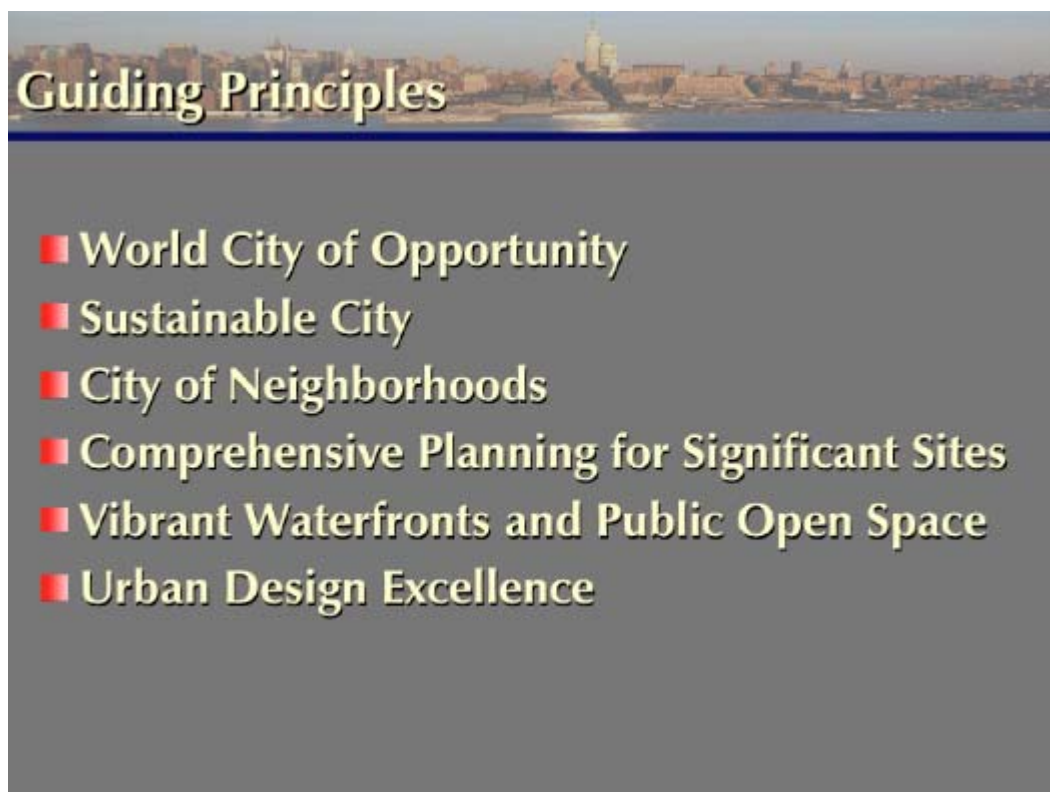 Guiding Principles
World City of Opportunity
Sustainable City
City of Neighborhoods
Comprehensive Planning for Significant Sites
Vibrant Waterfronts and Public Open Space
Urban Design Excellence